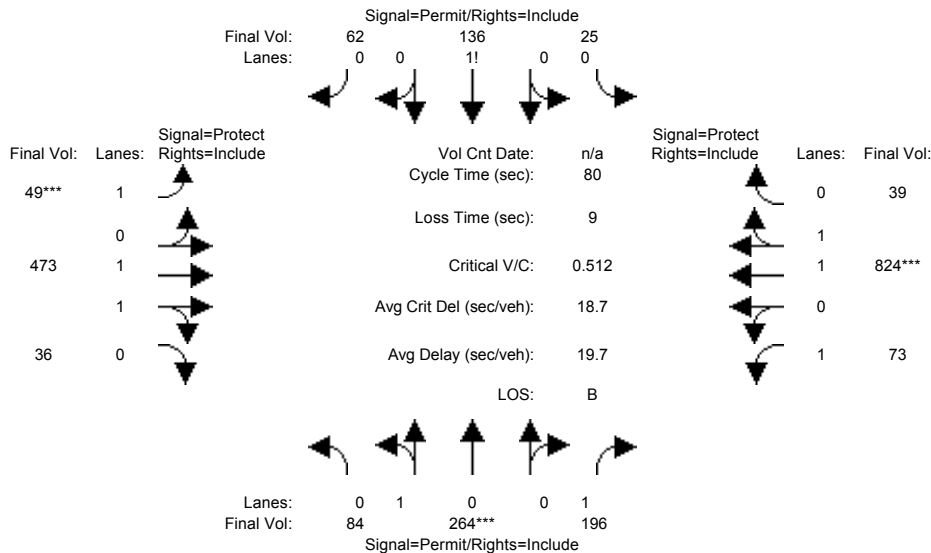 Signal=Permit/Rights=Include
Final Vol: 62 136 25
Lanes: 0 0 1! 0 0
Signal=Protect
Final Vol: Lanes: Rights=Include
Vol Cnt Date: n/a
Signal=Protect
Rights=Include Lanes: Final Vol:
Cycle Time (sec): 80
49*** 1
0 39
Loss Time (sec): 9
0
1
473 1
Critical V/C: 0.512
1 824***
1
Avg Crit Del (sec/veh): 18.7
0
36 0
Avg Delay (sec/veh): 19.7
1 73
LOS: B
Lanes: 0 1 0 0 1
Final Vol: 84 264*** 196
Signal=Permit/Rights=Include